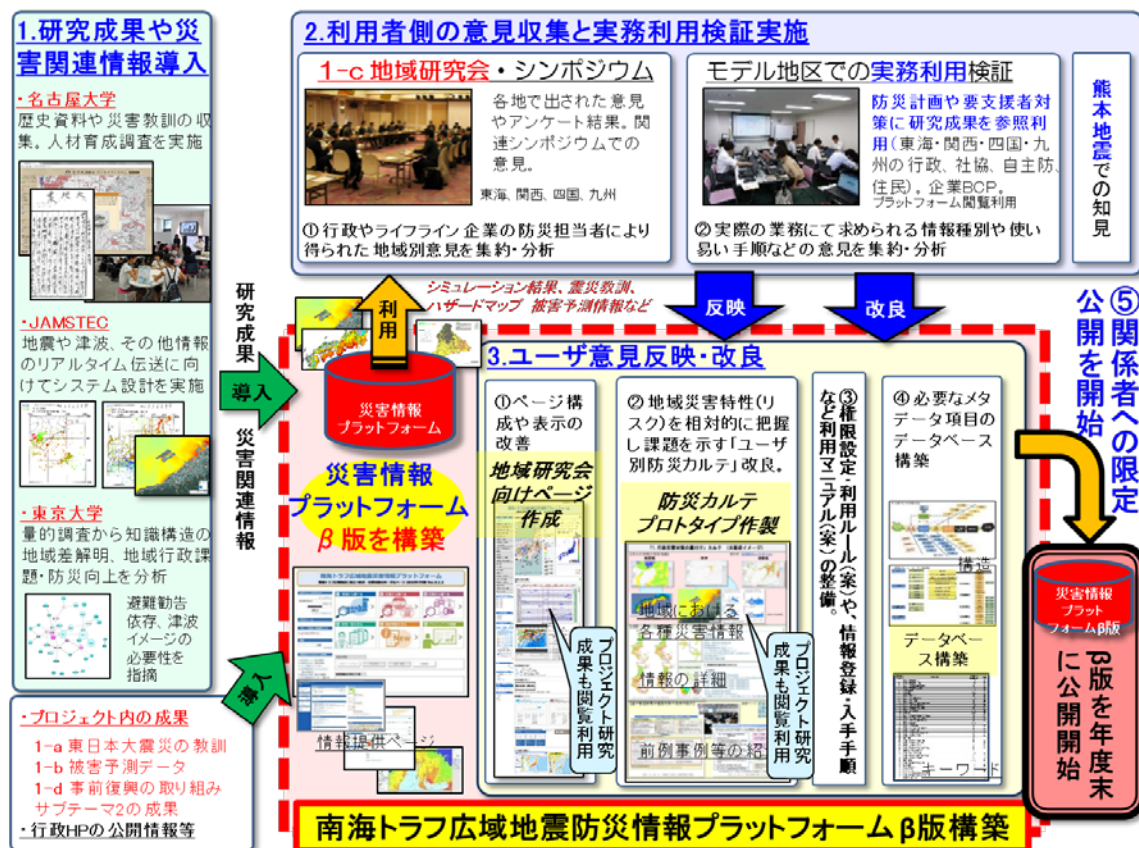 1.研究成果や災
害関連情報導入
・名古屋大学
歴史資料や災害教訓の収
集。人材育成調査を実施
・JAMSTEC
地震や津波、その他情報
のリアルタイム伝送に向
けてシステム設計を実施
・東京大学
量的調査から知識構造の
地域差解明、地域行政課
題・防災向上を分析
避難勧告
依存、津波
イメージの
必要性を
指摘
・プロジェクト内の成果
1-a 東日本大震災の教訓
1-b 被害予測データ
1-d 事前復興の取り組み
サブテーマ2の成果
・行政HPの公開情報等
研究成果
導入
災害関連情報
導入
2.利用者側の意見収集と実務利用検証実施
1-c 地域研究会・シンポジウム
各地で出された意見
やアンケート結果。関
連シンポジウムでの
意見。
東海、関西、四国、九州
①行政やライフライン企業の防災担当者により
得られた地域別意見を集約・分析
モデル地区での実務利用検証
防災計画や要支援者対
策に研究成果を参照利
用(東海・関西・四国・九
州の行政、社協、自主防、
住民)。企業BCP。
プラットフォーム閲覧利用
②実際の業務にて求められる情報種別や使い
易い手順などの意見を集約・分析
熊本地震での知見
利用
シミュレーション結果、震災教訓、
ハザードマップ 被害予測情報など
反映
改良
災害情報
プラットフォーム
災害情報
プラットフォーム
β版を構築
南海トラフ広域地震災害情報プラットフォーム
情報提供ページ
3.ユーザ意見反映・改良
①ページ構
成や表示の
改善
地域研究会
向けページ
作成
プロジェクト研究
成果も閲覧利用
②地域災害特性(リ
スク)を相対的に把握
し課題を示す「ユーザ
別防災カルテ」改良。
防災カルテ
プロトタイプ作製
地域における
各種災害情報
情報の詳細
前例事例等の紹
プロジェクト研究
成果も閲覧利用
③権限設定・利用ルール(案)や、情報登録・入手手順
など利用マニュアル(案)の整備。
④必要なメタ
データ項目の
データベース
構築
構造
データベー
ス構築
キーワード
⑤関係者への限定
公開を開始
災害情報
プラット
フォームβ版
β版を年度末
に公開開始
南海トラフ広域地震防災情報プラットフォームβ版構築